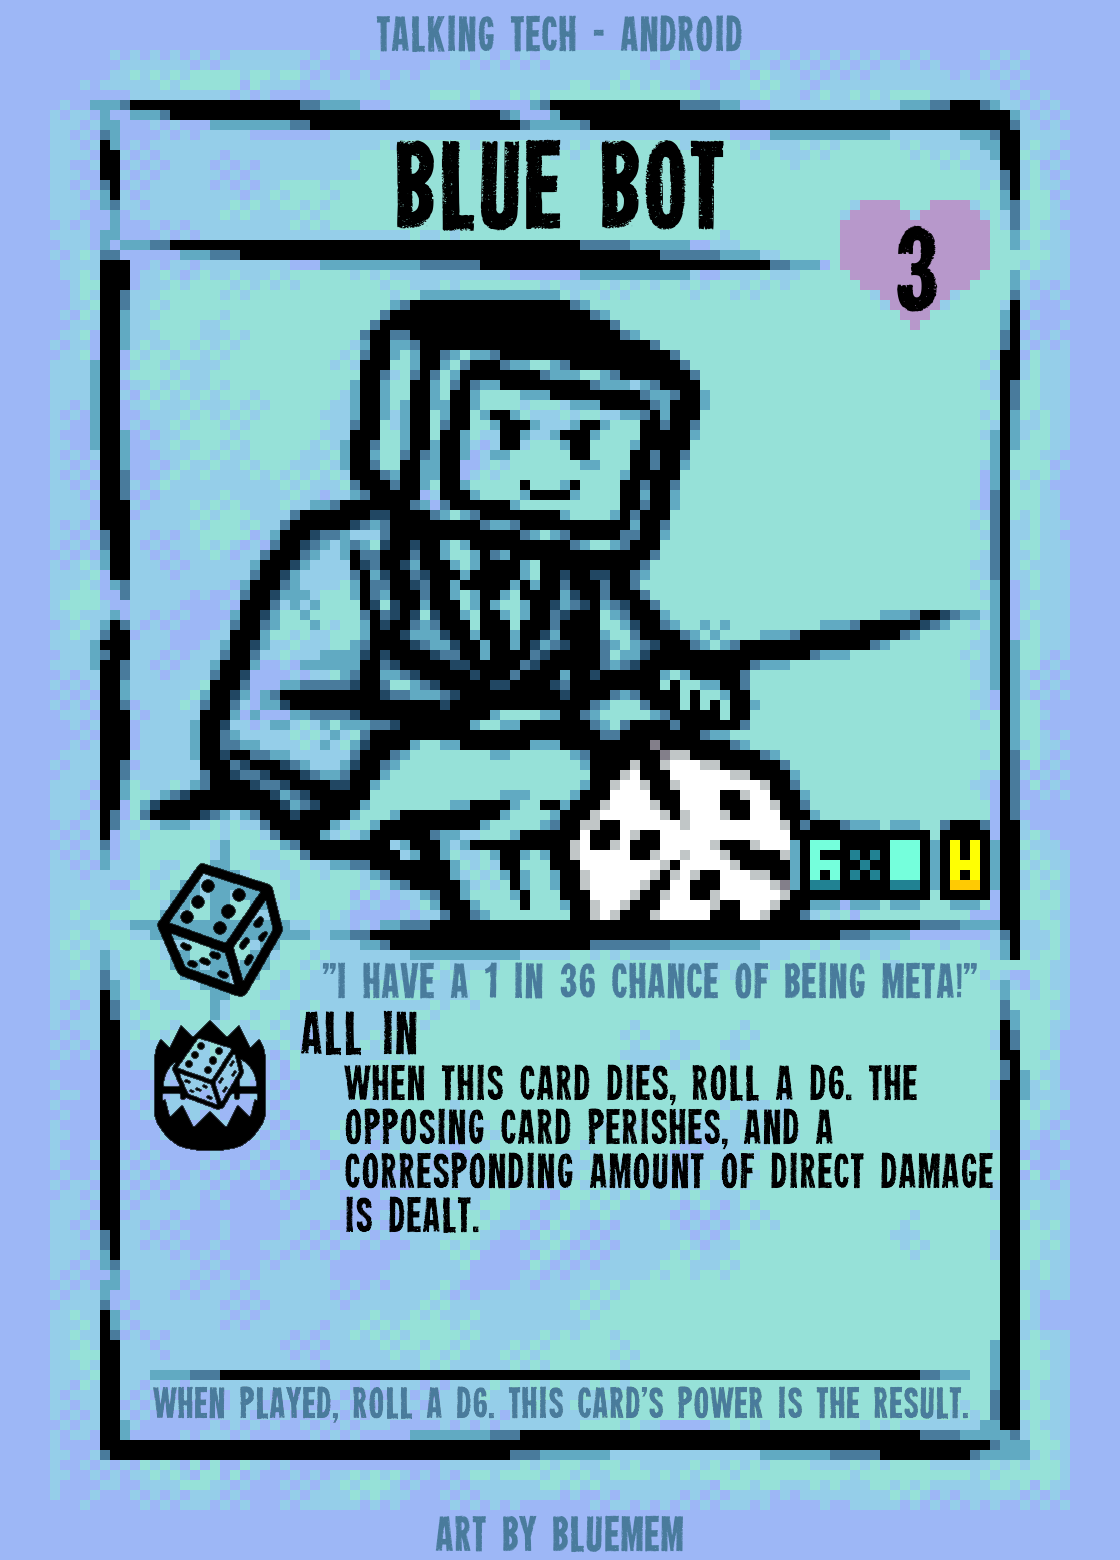 TALKING TECH - ANDROID
BLUE BOT
3
6 X
"I HAVE A 1 IN 36 CHANCE OF BEING META!"
ALL IN
WHEN THIS CARD DIES, ROLL A D6. THE
OPPOSING CARD PERISHES, AND A
CORRESPONDING AMOUNT OF DIRECT DAMAGE
IS DEALT.
WHEN PLAYED, ROLL A D6. THIS CARD'S POWER IS THE RESULT.
ART BY BLUEMEM